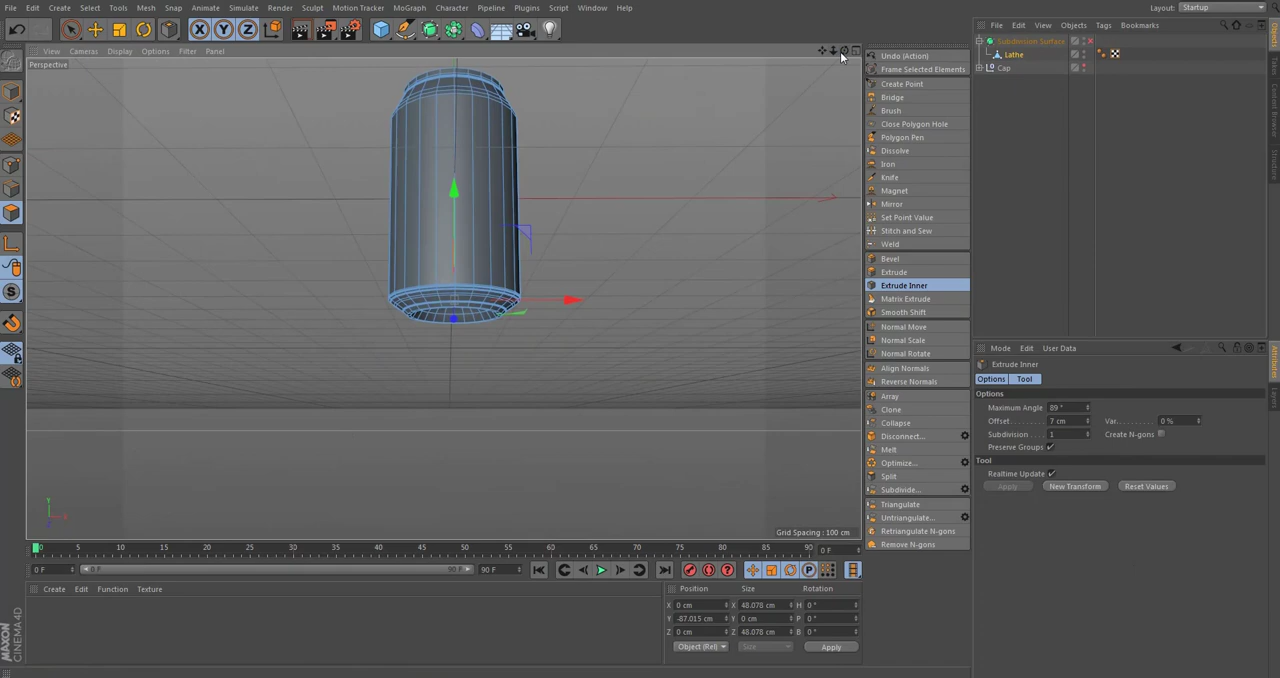 File Edit Create Select Tools Mesh Snap Animate Simulate Render Sculpt Motion Tracker MoGraph Character Pipeline Plugins Script Window Help Layout: Startup
X Y Z
File Edit View Objects Tags Bookmarks
View Cameras Display Options Filter Panel
Perspective
Subdivision Surface
Lathe
Cap
Undo (Action)
Frame Selected Elements
Create Point
Bridge
Brush
Close Polygon Hole
Polygon Pen
Dissolve
Iron
Knife
Magnet
Mirror
Set Point Value
Stitch and Sew
Weld
Bevel
Extrude
Extrude Inner
Matrix Extrude
Smooth Shift
Normal Move
Normal Scale
Normal Rotate
Align Normals
Reverse Normals
Array
Clone
Collapse
Disconnect...
Melt
Optimize...
Split
Subdivide...
Triangulate
Untriangulate...
Retriangulate N-gons
Remove N-gons
Objects
Takes
Content Browser
Structure
Mode Edit User Data
Extrude Inner
Options Tool
Options
Maximum Angle 89 °
Offset . . . . . . . . . 7 cm Var. . . . . . 0 %
Subdivision . . . . 1 Create N-gons
Preserve Groups
Tool
Realtime Update
Apply New Transform Reset Values
Attributes
Layers
Y
X
Z
Grid Spacing : 100 cm
0 5 10 15 20 25 30 35 40 45 50 55 60 65 70 75 80 85 90 0 F
0 F 0 F 90 F 90 F
P
Create Edit Function Texture
Position Size Rotation
X 0 cm X 48.078 cm H 0 °
Y -87.015 cm Y 0 cm P 0 °
Z 0 cm Z 48.078 cm B 0 °
Object (Rel) Size Apply
MAXON
CINEMA 4D